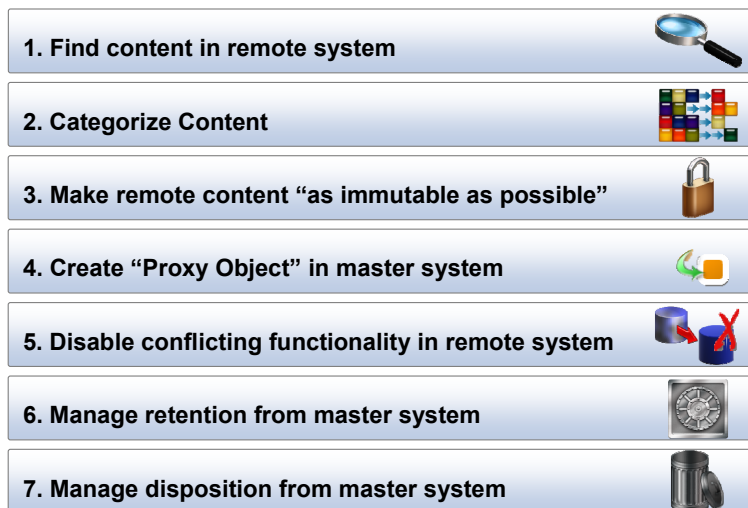 1. Find content in remote system
2. Categorize Content
3. Make remote content “as immutable as possible”
4. Create “Proxy Object” in master system
5. Disable conflicting functionality in remote system
6. Manage retention from master system
7. Manage disposition from master system